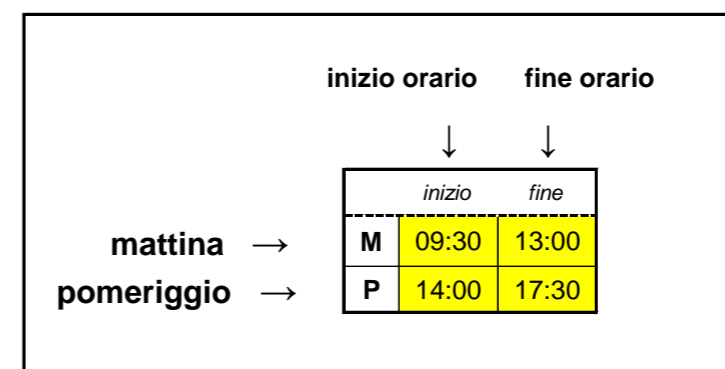 inizio orario fine orario
↓ ↓
inizio fine
mattina → M 09:30 13:00
pomeriggio → P 14:00 17:30